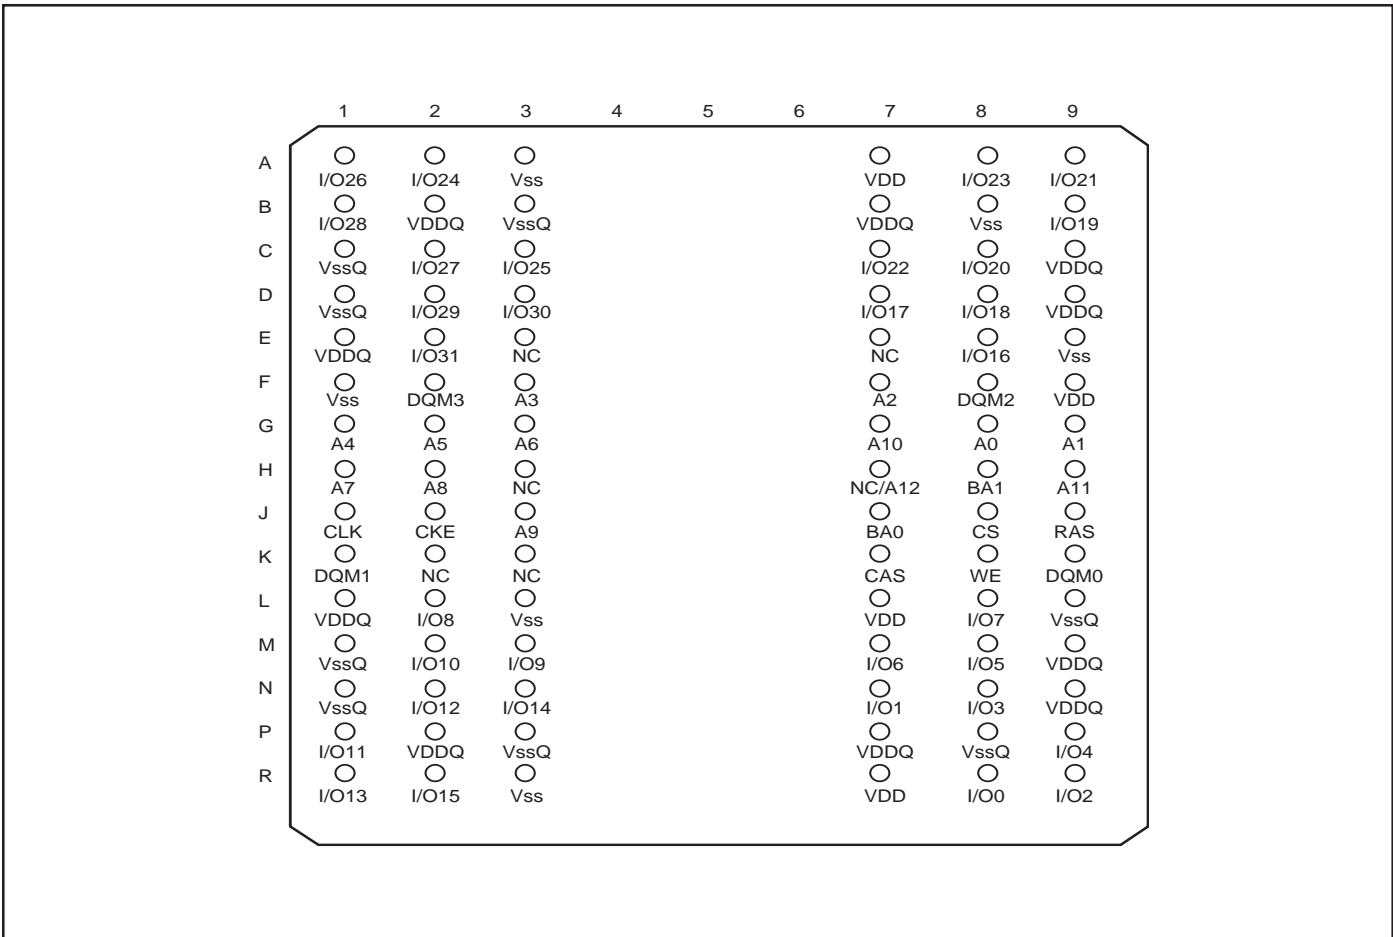 1 2 3 4 5 6 7 8 9
A
I/O26 I/O24 Vss VDD I/O23 I/O21
B
I/O28 VDDQ VssQ VDDQ Vss I/O19
C
VssQ I/O27 I/O25 I/O22 I/O20 VDDQ
D
VssQ I/O29 I/O30 I/O17 I/O18 VDDQ
E
VDDQ I/O31 NC NC I/O16 Vss
F
Vss DQM3 A3 A2 DQM2 VDD
G
A4 A5 A6 A10 A0 A1
H
A7 A8 NC NC/A12 BA1 A11
J
CLK CKE A9 BA0 CS RAS
K
DQM1 NC NC CAS WE DQM0
L
VDDQ I/O8 Vss VDD I/O7 VssQ
M
VssQ I/O10 I/O9 I/O6 I/O5 VDDQ
N
VssQ I/O12 I/O14 I/O1 I/O3 VDDQ
P
I/O11 VDDQ VssQ VDDQ VssQ I/O4
R
I/O13 I/O15 Vss VDD I/O0 I/O2